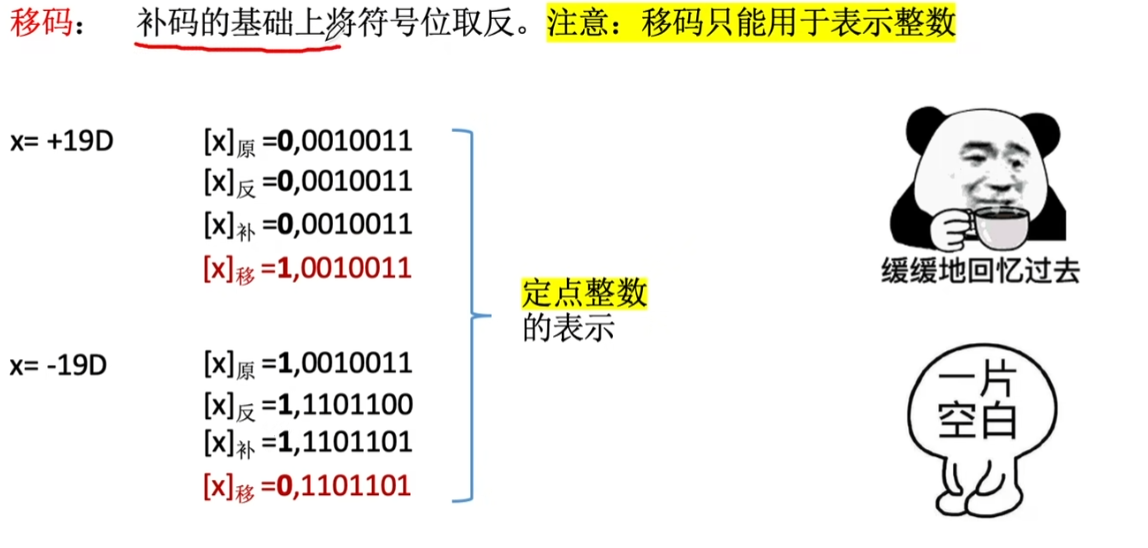 移码： 补码的基础上将符号位取反。注意：移码只能用于表示整数
x= +19D
[x]原 =0,0010011
[x]反 =0,0010011
[x]补 =0,0010011
[x]移 =1,0010011
缓缓地回忆过去
定点整数
的表示
x= -19D
[x]原 =1,0010011
[x]反 =1,1101100
[x]补 =1,1101101
[x]移 =0,1101101
一片
空白